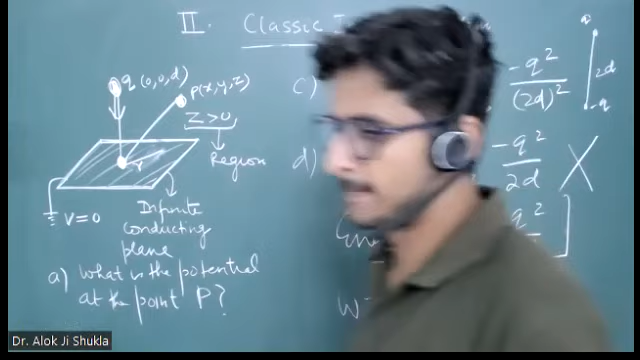 II. Classic I
q (0,0,d)
P(x,y,z)
Z > 0,
Region
V = 0
Infinite
conducting
plane
a) What is the potential
at the point P?
c)
-q²
(2d)²
2d
-q
d)
-q²
2d
X
q²
W
Dr. Alok Ji Shukla